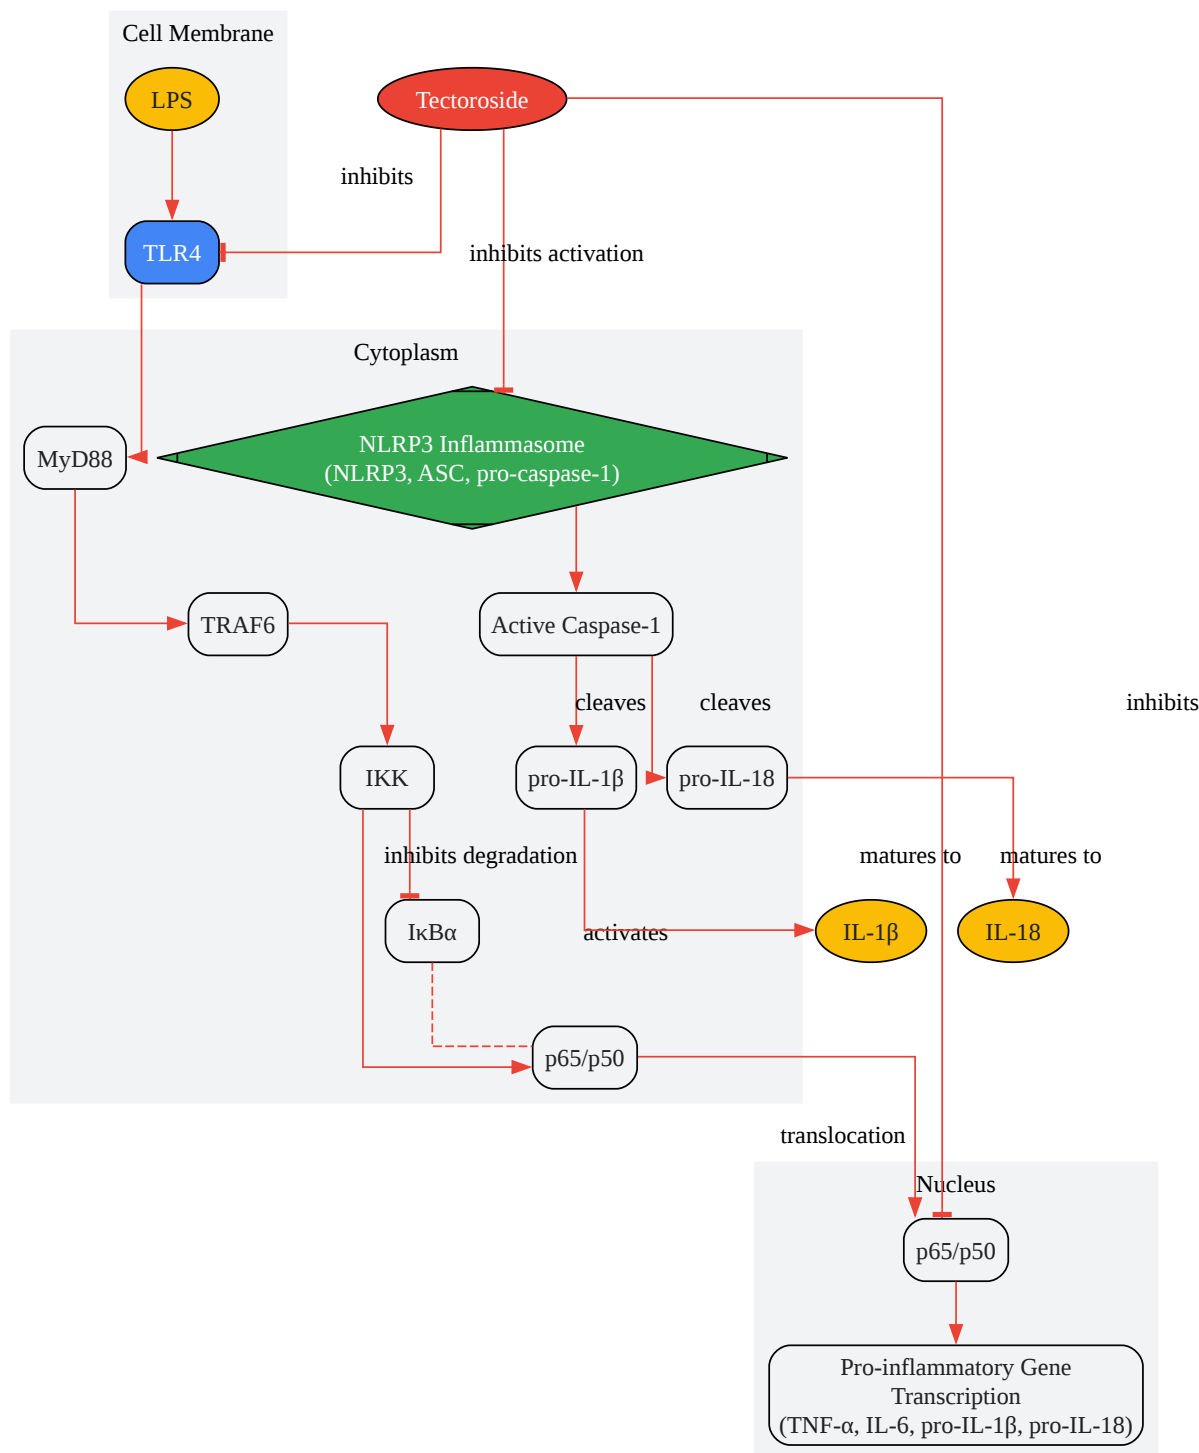 Cell Membrane
LPS
Tectoroside
inhibits
TLR4
inhibits activation
Cytoplasm
NLRP3 Inflammasome
(NLRP3, ASC, pro-caspase-1)
MyD88
TRAF6
Active Caspase-1
cleaves
cleaves
inhibits
IKK
pro-IL-1β
pro-IL-18
inhibits degradation
matures to
matures to
IκBα
activates
IL-1β
IL-18
p65/p50
translocation
Nucleus
p65/p50
Pro-inflammatory Gene
Transcription
(TNF-α, IL-6, pro-IL-1β, pro-IL-18)